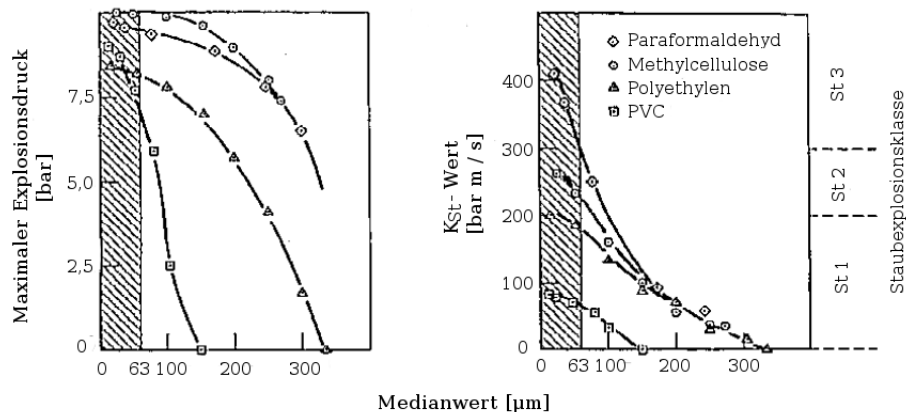 Maximaler Explosionsdruck
[bar]
7,5
5,0
2,5
0
0
63
100
200
300
K_St - Wert
[bar m / s]
400
300
200
100
0
0
63
100
200
300
Paraformaldehyd
Methylcellulose
Polyethylen
PVC
St 3
St 2
St 1
Staubexplosionsklasse
Medianwert [µm]